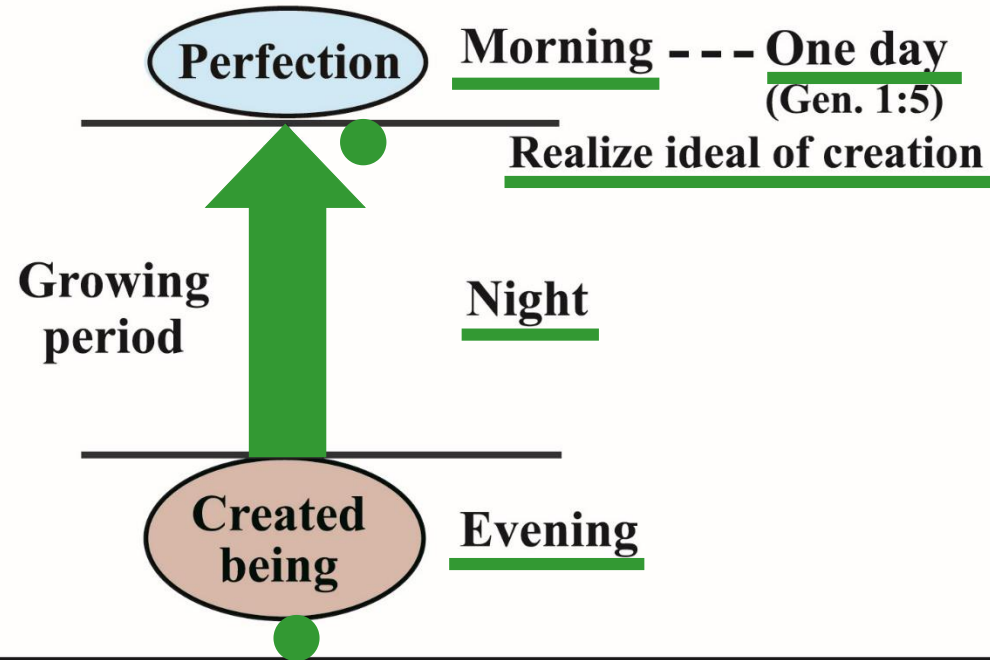 Perfection
Morning --- One day
(Gen. 1:5)
Realize ideal of creation
Growing
period
Night
Created
being
Evening